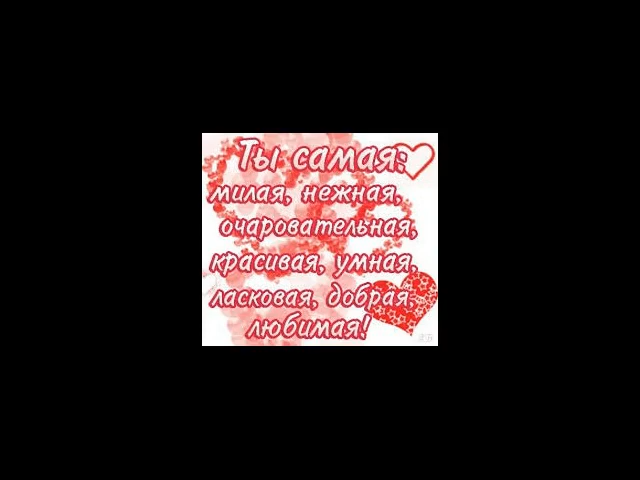 Ты самая:
милая, нежная,
очаровательная,
красивая, умная,
ласковая, добрая,
любимая!